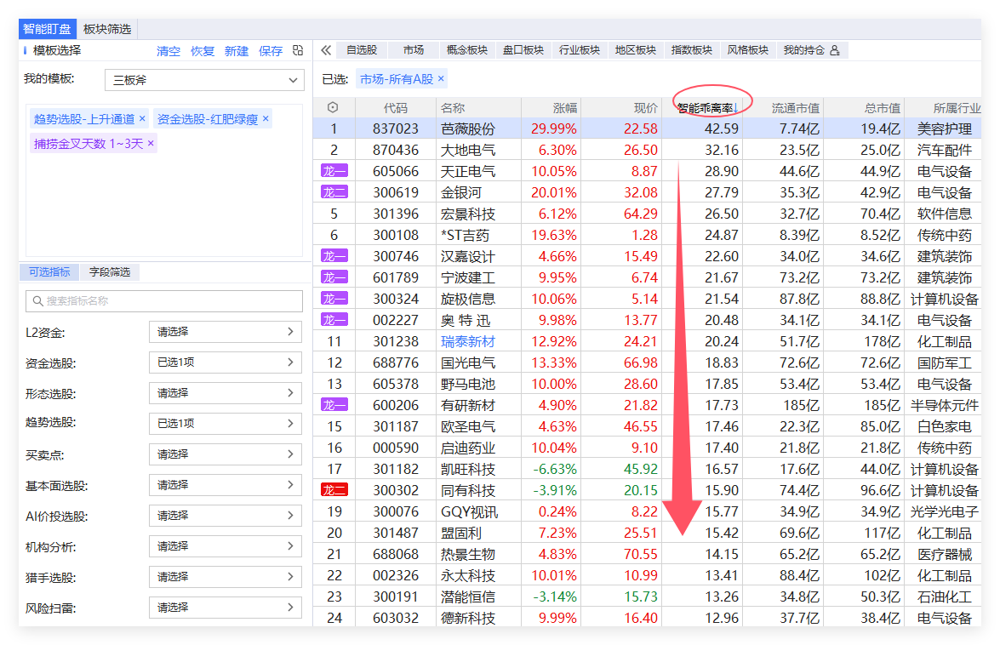 智能盯盘 板块筛选
模板选择 清空 恢复 新建 保存
我的模板: 三板斧
趋势选股-上升通道 × 资金选股-红肥绿瘦 ×
捕捞金叉天数 1~3天 ×
可选指标 字段筛选
搜索指标名称
L2资金: 请选择
资金选股: 已选1项
形态选股: 请选择
趋势选股: 已选1项
买卖点: 请选择
基本面选股: 请选择
AI价投选股: 请选择
机构分析: 请选择
猎手选股: 请选择
风险扫雷: 请选择
自选股 市场 概念板块 盘口板块 行业板块 地区板块 指数板块 风格板块 我的持仓
已选: 市场-所有A股 ×
代码 名称 涨幅 现价 智能乖离率↓ 流通市值 总市值 所属行业
1 837023 芭薇股份 29.99% 22.58 42.59 7.74亿 19.4亿 美容护理
2 870436 大地电气 6.30% 26.50 32.16 23.5亿 25.0亿 汽车配件
龙一 605066 天正电气 10.05% 8.87 28.90 44.6亿 44.9亿 电气设备
龙二 300619 金银河 20.01% 32.08 27.79 35.3亿 42.9亿 电气设备
5 301396 宏景科技 6.12% 64.29 26.50 32.7亿 70.4亿 软件信息
6 300108 *ST吉药 19.63% 1.28 24.87 8.39亿 8.52亿 传统中药
龙一 300746 汉嘉设计 4.66% 15.49 22.60 34.0亿 34.6亿 建筑装饰
龙一 601789 宁波建工 9.95% 6.74 21.67 73.2亿 73.2亿 建筑装饰
龙一 300324 旋极信息 10.06% 5.14 21.54 87.8亿 88.8亿 计算机设备
龙一 002227 奥 特 迅 9.98% 13.77 20.48 34.1亿 34.1亿 电气设备
11 301238 瑞泰新材 12.92% 24.21 20.24 51.7亿 178亿 化工制品
12 688776 国光电气 13.33% 66.98 18.83 72.6亿 72.6亿 国防军工
13 605378 野马电池 10.00% 28.60 17.85 53.4亿 53.4亿 电气设备
龙一 600206 有研新材 4.90% 21.82 17.73 185亿 185亿 半导体元件
15 301187 欧圣电气 4.63% 46.55 17.46 22.3亿 85.0亿 白色家电
16 000590 启迪药业 10.04% 9.10 17.40 21.8亿 21.8亿 传统中药
17 301182 凯旺科技 -6.63% 45.92 16.57 17.6亿 44.0亿 计算机设备
龙二 300302 同有科技 -3.91% 20.15 15.90 74.4亿 96.6亿 计算机设备
19 300076 GQY视讯 0.24% 8.22 15.77 34.9亿 34.9亿 光学光电子
20 301487 盟固利 7.23% 25.51 15.42 69.6亿 117亿 化工制品
21 688068 热景生物 4.83% 70.55 14.15 65.2亿 65.2亿 医疗器械
22 002326 永太科技 10.01% 10.99 13.41 88.4亿 102亿 化工制品
23 300191 潜能恒信 -3.14% 15.73 13.26 34.8亿 50.3亿 石油化工
24 603032 德新科技 9.99% 16.40 12.96 37.7亿 38.4亿 电气设备